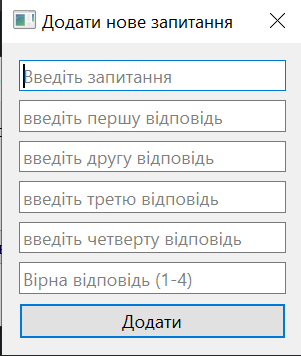 Додати нове запитання
Введіть запитання
введіть першу відповідь
введіть другу відповідь
введіть третю відповідь
введіть четверту відповідь
Вірна відповідь (1-4)
Додати